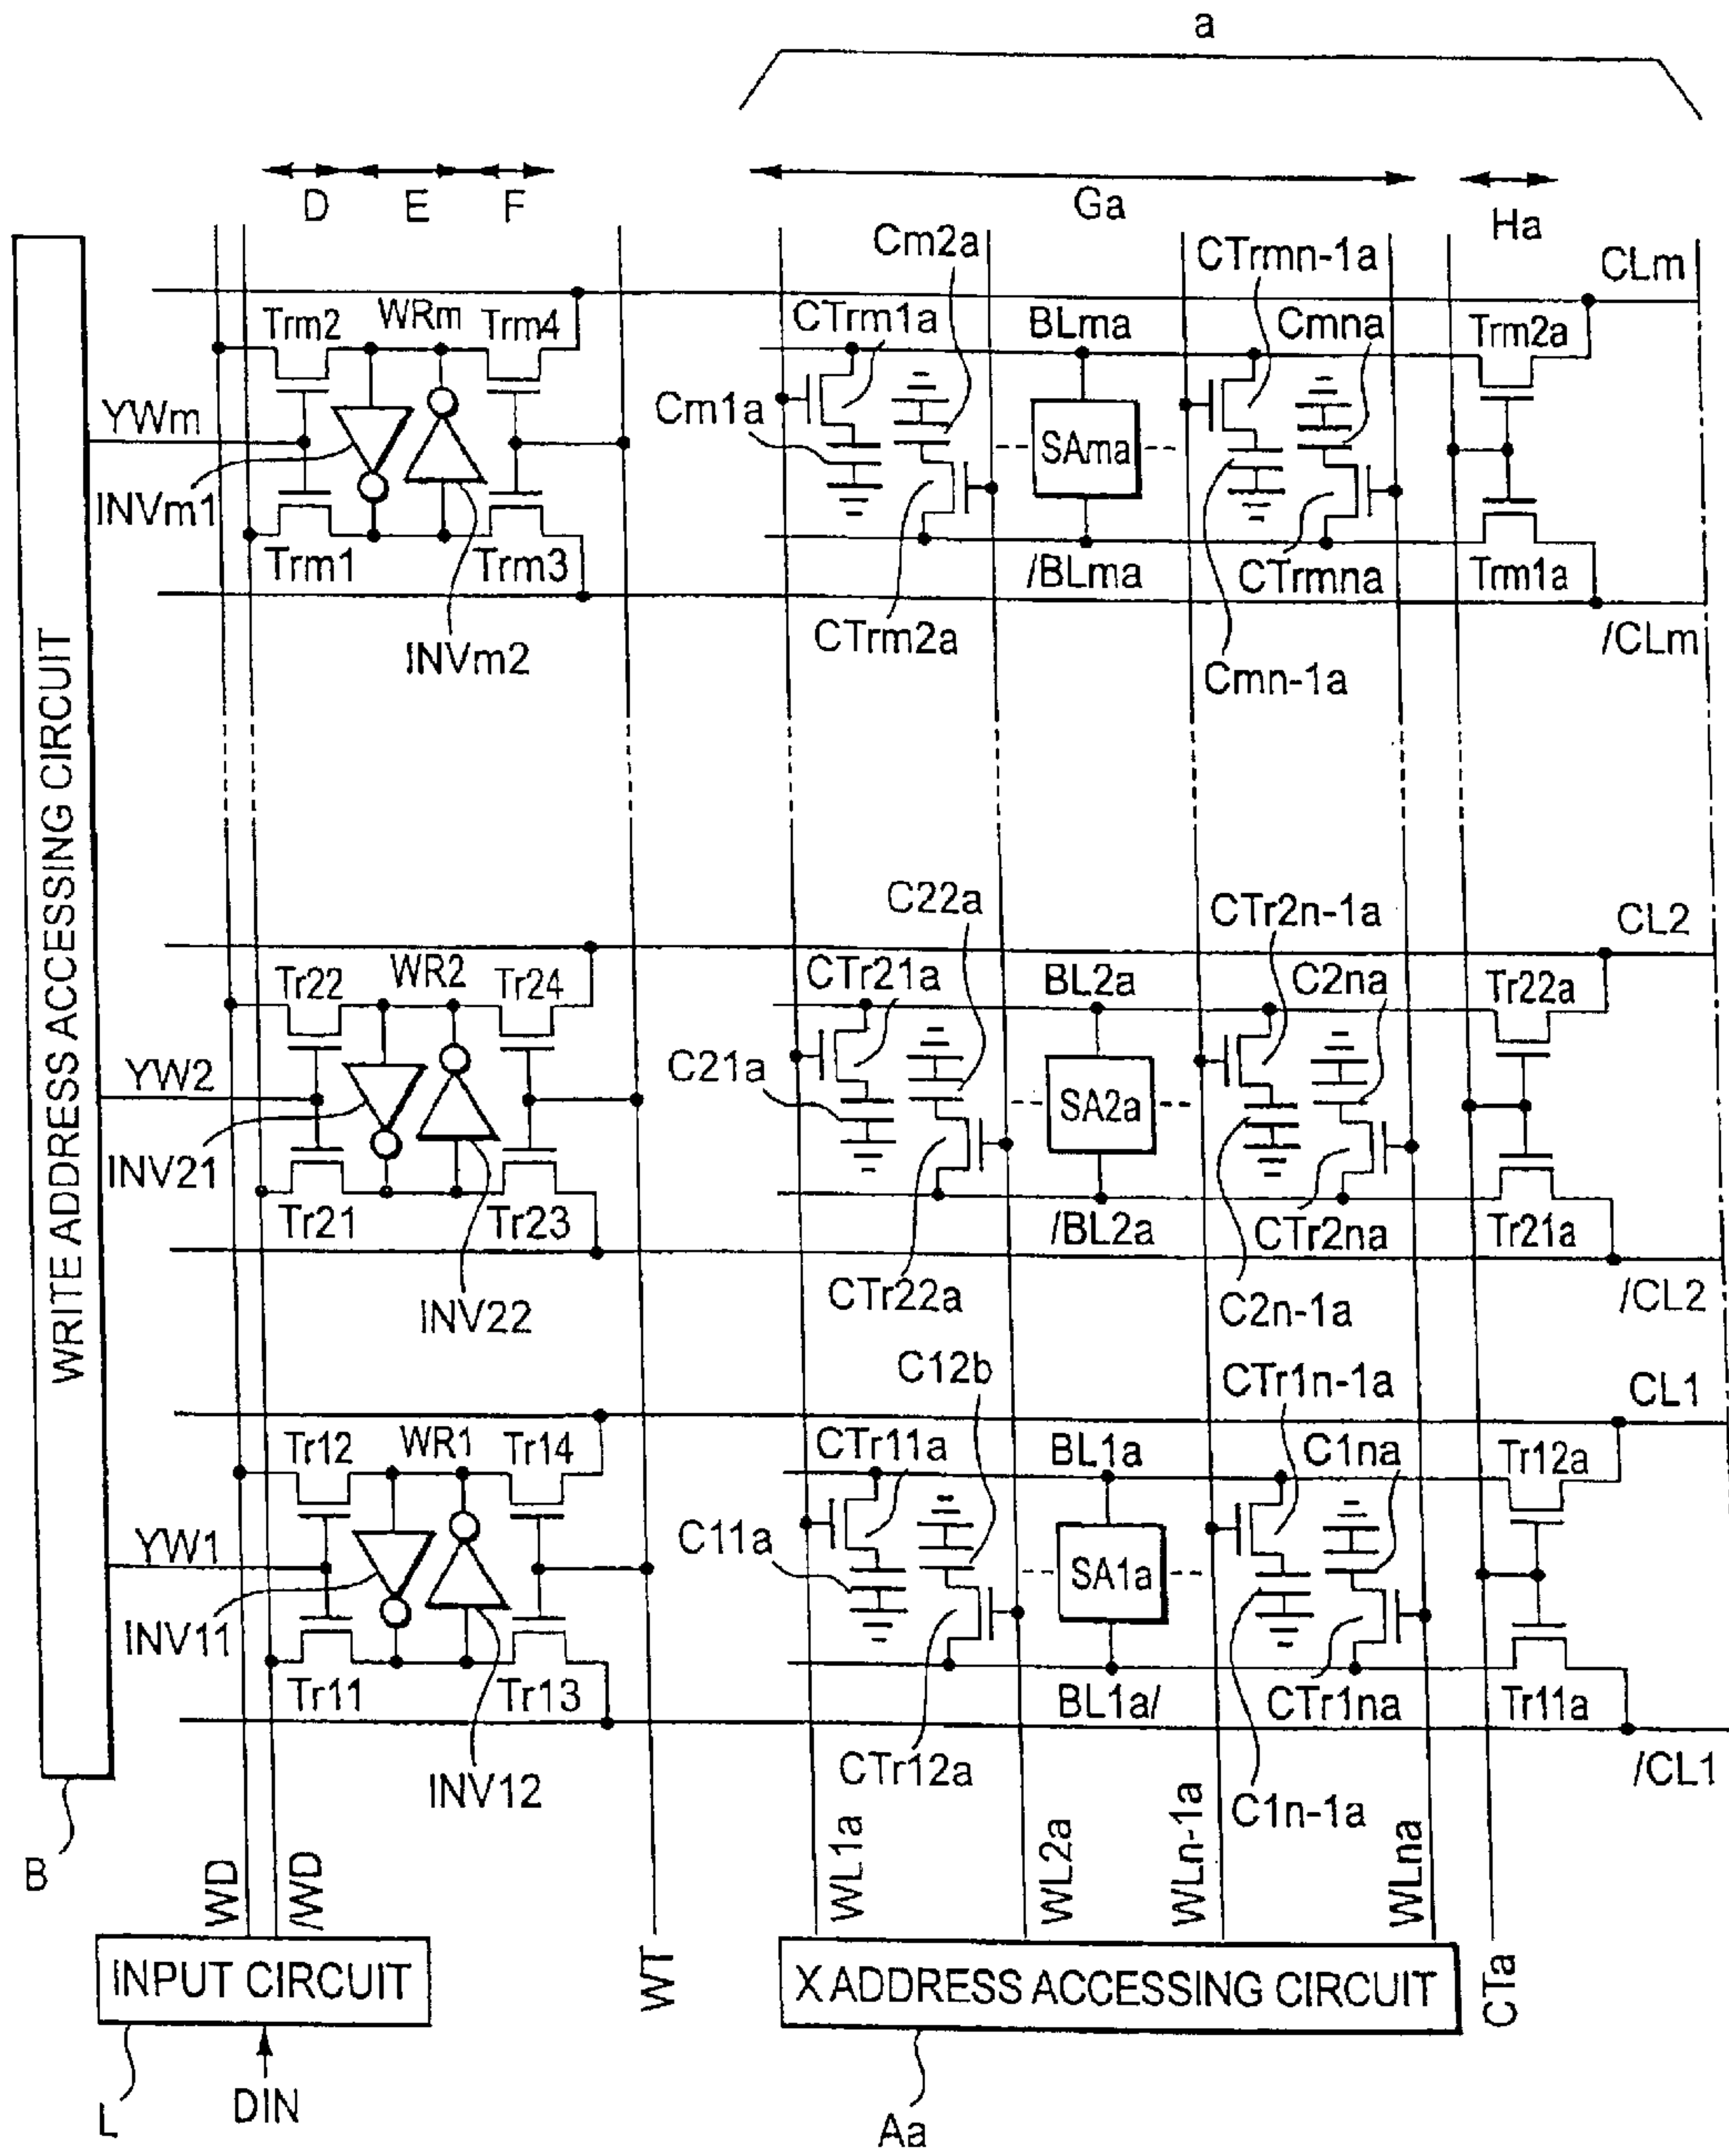 a
D E F Ga Ha
Cm2a CTrmn-1a CLm
Trm2 WRm Trm4 CTrm1a BLma Cmna Trm2a
YWm Cm1a SAma
INVm1
Trm1 Trm3 /BLma CTrmna Trm1a
INVm2 CTrm2a Cmn-1a /CLm
WRITE ADDRESS ACCESSING CIRCUIT
C22a CTr2n-1a CL2
Tr22 WR2 Tr24 CTr21a BL2a C2na Tr22a
YW2 C21a SA2a
INV21
Tr21 Tr23 /BL2a CTr2na Tr21a
INV22 CTr22a C2n-1a /CL2
C12b CTr1n-1a CL1
Tr12 WR1 Tr14 CTr11a BL1a C1na Tr12a
YW1 C11a SA1a
INV11
Tr11 Tr13 BL1a/ CTr1na Tr11a
INV12 CTr12a C1n-1a /CL1
B
WD /WD WT WL1a WL2a WLn-1a WLna CTa
INPUT CIRCUIT X ADDRESS ACCESSING CIRCUIT
L DIN Aa